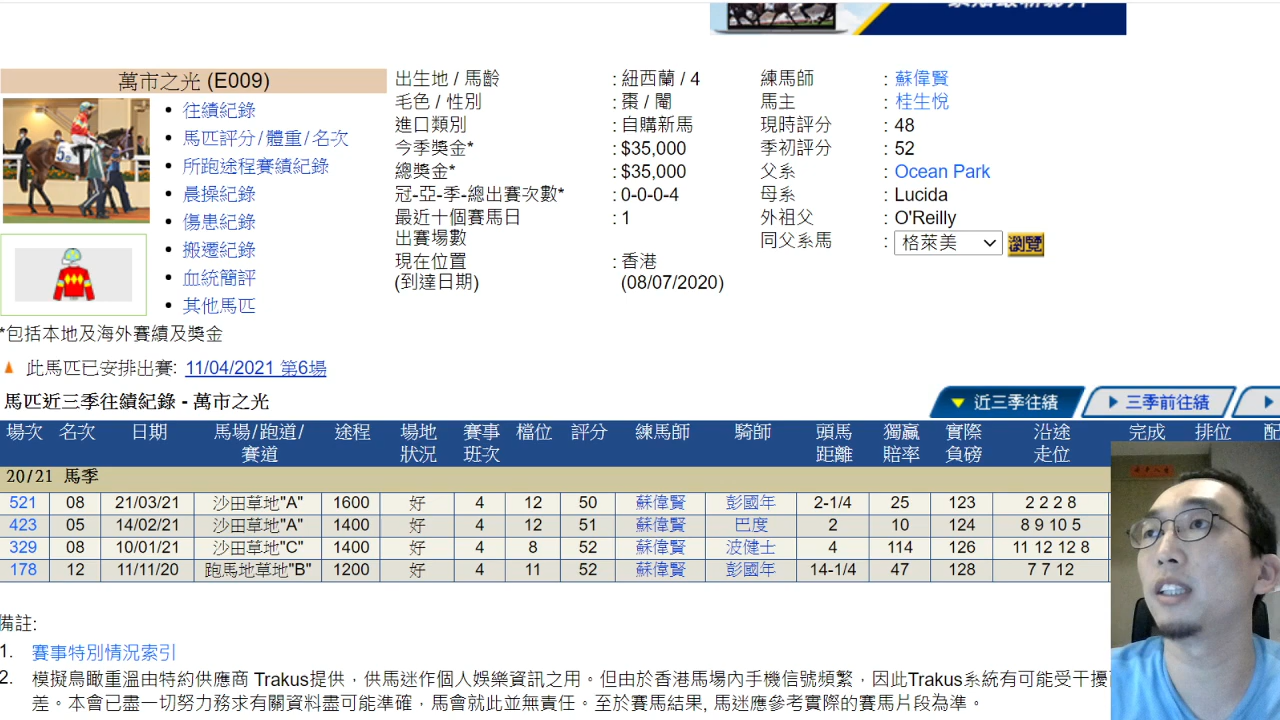 萬市之光 (E009)
往績紀錄
馬匹評分/體重/名次
所跑途程賽績紀錄
晨操紀錄
傷患紀錄
搬遷紀錄
血統簡評
其他馬匹
出生地 / 馬齡 : 紐西蘭 / 4
毛色 / 性別 : 棗 / 閹
進口類別 : 自購新馬
今季獎金* : $35,000
總獎金* : $35,000
冠-亞-季-總出賽次數* : 0-0-0-4
最近十個賽馬日 : 1
出賽場數
現在位置 : 香港
(到達日期) (08/07/2020)
練馬師 : 蘇偉賢
馬主 : 桂生悅
現時評分 : 48
季初評分 : 52
父系 : Ocean Park
母系 : Lucida
外祖父 : O'Reilly
同父系馬 : 格萊美 瀏覽
*包括本地及海外賽績及獎金
此馬匹已安排出賽: 11/04/2021 第6場
馬匹近三季往績紀錄 - 萬市之光
近三季往績 三季前往績
場次 名次 日期 馬場/跑道/ 途程 場地 賽事 檔位 評分 練馬師 騎師 頭馬 獨贏 實際 沿途 完成 排位 配
賽道 狀況 班次 距離 賠率 負磅 走位
20/21 馬季
521 08 21/03/21 沙田草地"A" 1600 好 4 12 50 蘇偉賢 彭國年 2-1/4 25 123 2 2 2 8
423 05 14/02/21 沙田草地"A" 1400 好 4 12 51 蘇偉賢 巴度 2 10 124 8 9 10 5
329 08 10/01/21 沙田草地"C" 1400 好 4 8 52 蘇偉賢 波健士 4 114 126 11 12 12 8
178 12 11/11/20 跑馬地草地"B" 1200 好 4 11 52 蘇偉賢 彭國年 14-1/4 47 128 7 7 12
備註:
1. 賽事特別情況索引
2. 模擬鳥瞰重溫由特約供應商 Trakus提供，供馬迷作個人娛樂資訊之用。但由於香港馬場內手機信號頻繁，因此Trakus系統有可能受干擾
差。本會已盡一切努力務求有關資料盡可能準確，馬會就此並無責任。至於賽馬結果, 馬迷應參考實際的賽馬片段為準。